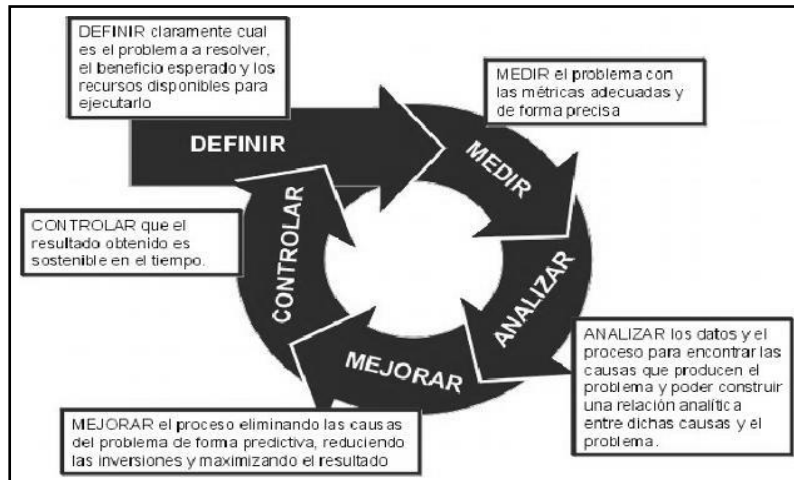 DEFINIR claramente cual
es el problema a resolver,
el beneficio esperado y los
recursos disponibles para
ejecutarlo
MEDIR el problema con
las métricas adecuadas y
de forma precisa
DEFINIR
MEDIR
CONTROLAR que el
resultado obtenido es
sostenible en el tiempo.
CONTROLAR
ANALIZAR
MEJORAR
ANALIZAR los datos y el
proceso para encontrar las
causas que producen el
problema y poder construir
una relación analítica
entre dichas causas y el
problema.
MEJORAR el proceso eliminando las causas
del problema de forma predictiva, reduciendo
las inversiones y maximizando el resultado